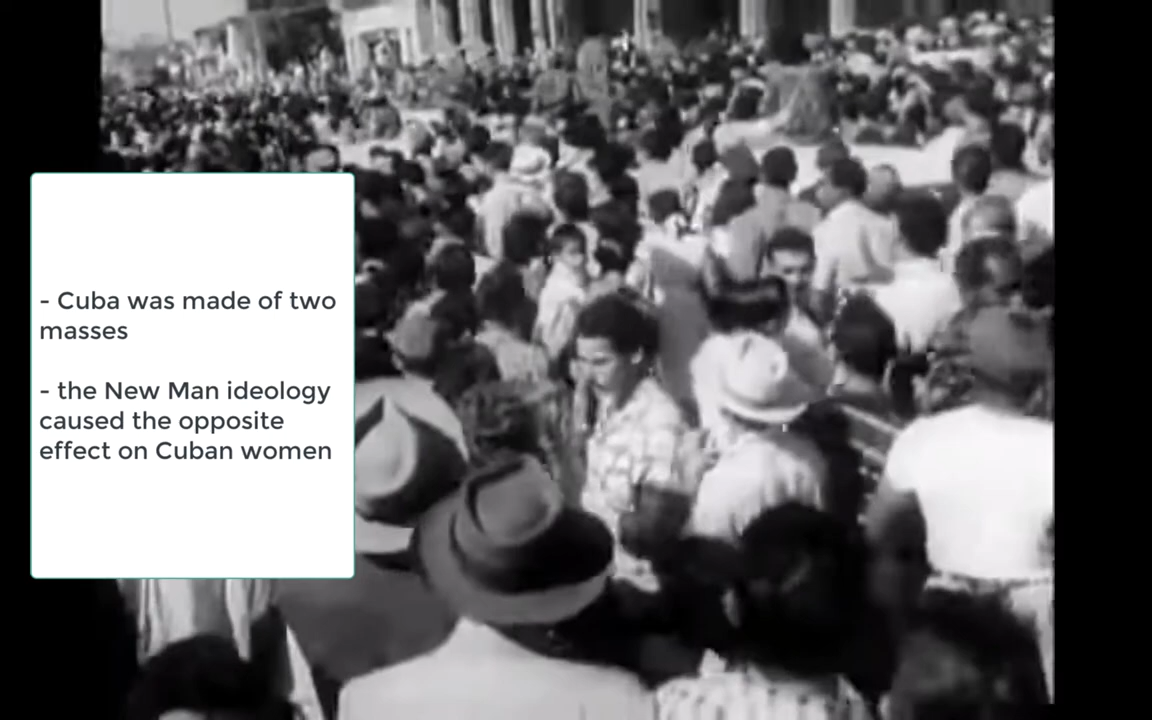 - Cuba was made of two
masses
- the New Man ideology
caused the opposite
effect on Cuban women